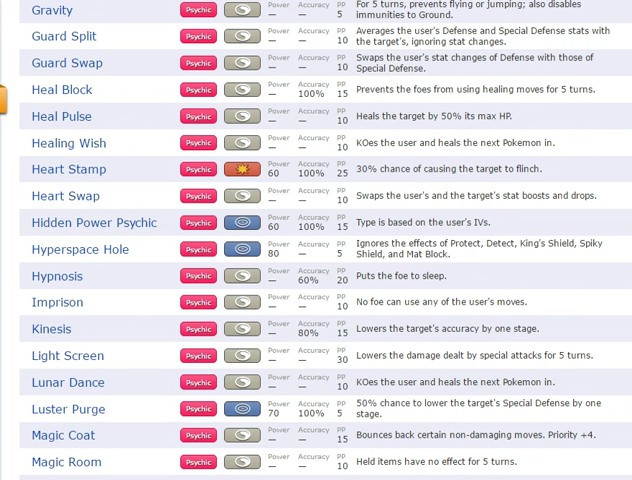 For 5 turns, prevents flying or jumping; also disables
Gravity Psychic — — 5 immunities to Ground.
Power Accuracy PP Averages the user's Defense and Special Defense stats with
Guard Split Psychic — — 10 the target's, ignoring stat changes.
Power Accuracy PP Swaps the user's stat changes of Defense with those of
Guard Swap Psychic — — 10 Special Defense.
Power Accuracy PP
Heal Block Psychic — 100% 15 Prevents the foes from using healing moves for 5 turns.
Power Accuracy PP
Heal Pulse Psychic — — 10 Heals the target by 50% its max HP.
Power Accuracy PP
Healing Wish Psychic — — 10 KOes the user and heals the next Pokemon in.
Power Accuracy PP
Heart Stamp Psychic 60 100% 25 30% chance of causing the target to flinch.
Power Accuracy PP
Heart Swap Psychic — — 10 Swaps the user's and the target's stat boosts and drops.
Power Accuracy PP
Hidden Power Psychic Psychic 60 100% 15 Type is based on the user's IVs.
Power Accuracy PP Ignores the effects of Protect, Detect, King's Shield, Spiky
Hyperspace Hole Psychic 80 — 5 Shield, and Mat Block.
Power Accuracy PP
Hypnosis Psychic — 60% 20 Puts the foe to sleep.
Power Accuracy PP
Imprison Psychic — — 10 No foe can use any of the user's moves.
Power Accuracy PP
Kinesis Psychic — 80% 15 Lowers the target's accuracy by one stage.
Power Accuracy PP
Light Screen Psychic — — 30 Lowers the damage dealt by special attacks for 5 turns.
Power Accuracy PP
Lunar Dance Psychic — — 10 KOes the user and heals the next Pokemon in.
Power Accuracy PP 50% chance to lower the target's Special Defense by one
Luster Purge Psychic 70 100% 5 stage.
Power Accuracy PP
Magic Coat Psychic — — 15 Bounces back certain non-damaging moves. Priority +4.
Power Accuracy PP
Magic Room Psychic — — 10 Held items have no effect for 5 turns.